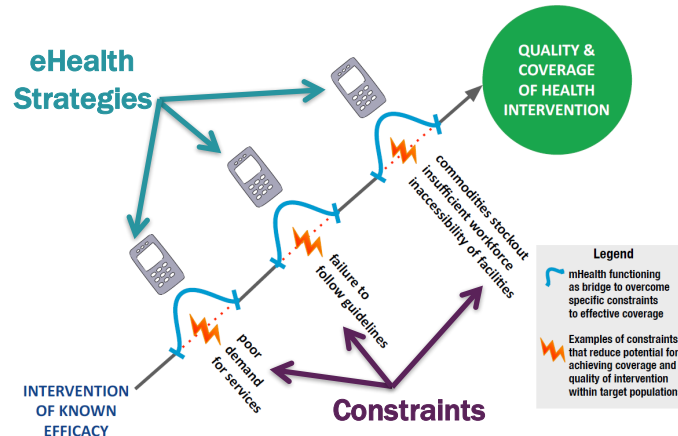 eHealth
Strategies
QUALITY &
COVERAGE
OF HEALTH
INTERVENTION
commodities stockout
insufficient workforce
inaccessibility of facilities
failure to
follow guidelines
poor
demand
for services
INTERVENTION
OF KNOWN
EFFICACY
Constraints
Legend
mHealth functioning
as bridge to overcome
specific constraints
to effective coverage
Examples of constraints
that reduce potential for
achieving coverage and
quality of intervention
within target population